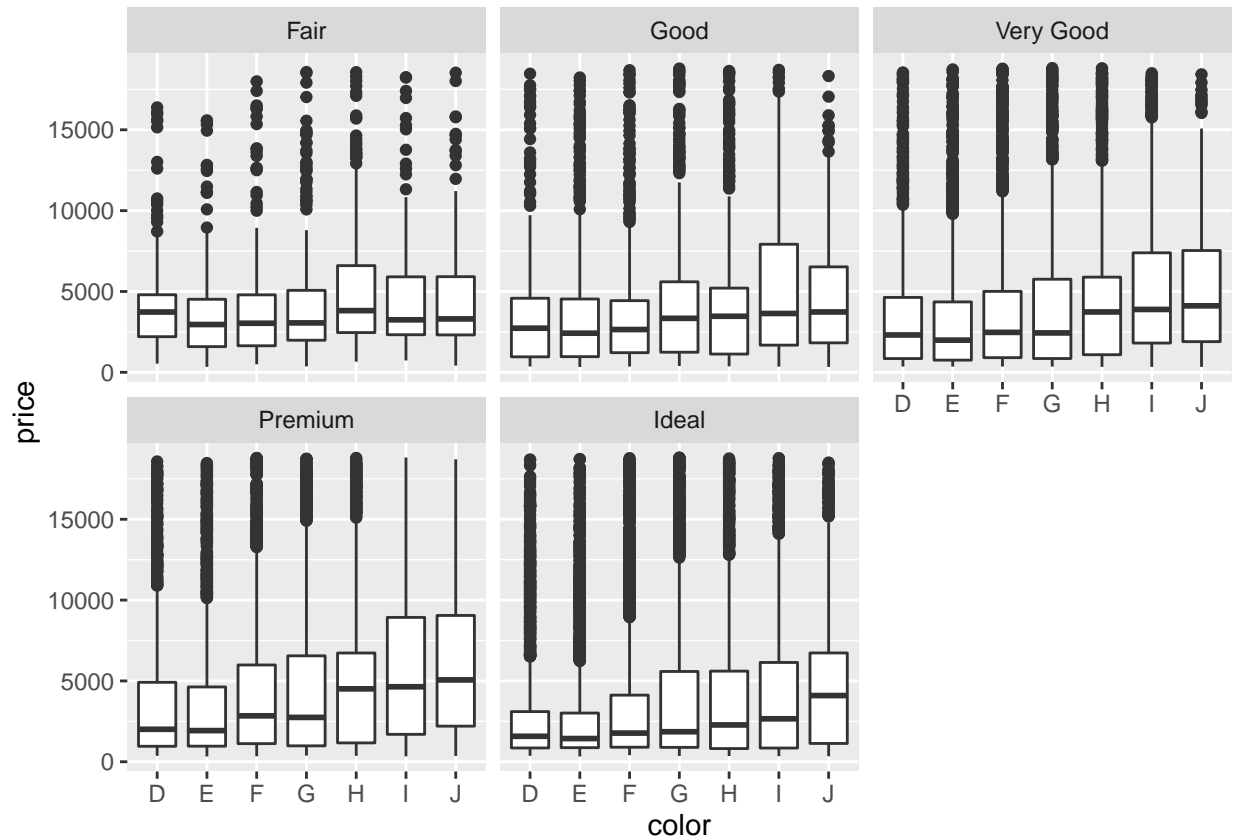 Fair
Good
Very Good
15000
10000
5000
0
D E F G H I J
Premium
Ideal
15000
10000
5000
0
D E F G H I J
D E F G H I J
price
color